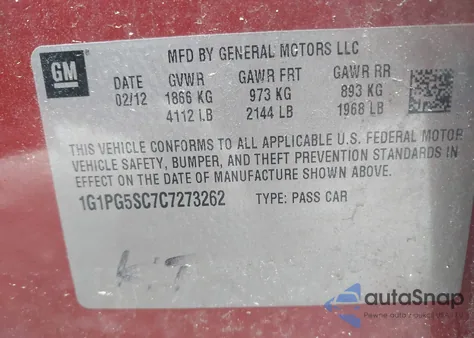 GM
MFD BY GENERAL MOTORS LLC
DATE GVWR GAWR FRT GAWR RR
02/12 1866 KG 973 KG 893 KG
4112 LB 2144 LB 1968 LB
THIS VEHICLE CONFORMS TO ALL APPLICABLE U.S. FEDERAL MOTOR
VEHICLE SAFETY, BUMPER, AND THEFT PREVENTION STANDARDS IN
EFFECT ON THE DATE OF MANUFACTURE SHOWN ABOVE.
1G1PG5SC7C7273262 TYPE: PASS CAR
autoSnap